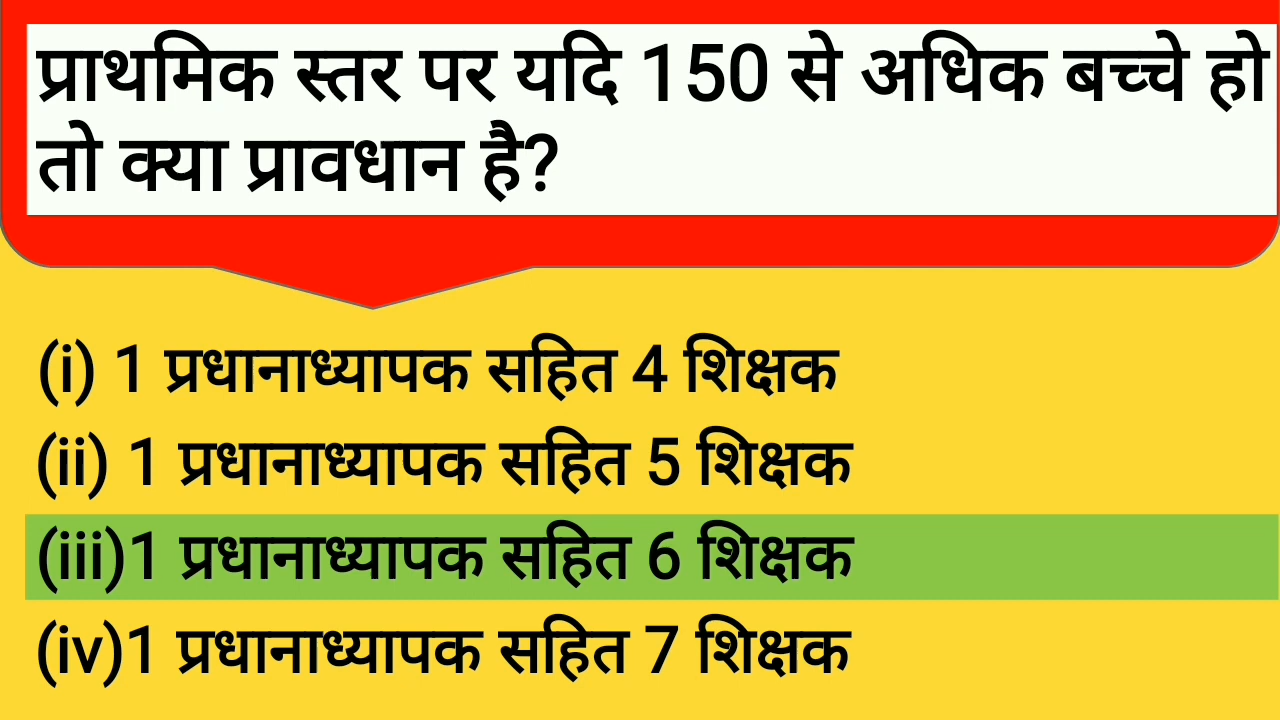 प्राथमिक स्तर पर यदि 150 से अधिक बच्चे हो
तो क्या प्रावधान है?
(i) 1 प्रधानाध्यापक सहित 4 शिक्षक
(ii) 1 प्रधानाध्यापक सहित 5 शिक्षक
(iii)1 प्रधानाध्यापक सहित 6 शिक्षक
(iv)1 प्रधानाध्यापक सहित 7 शिक्षक